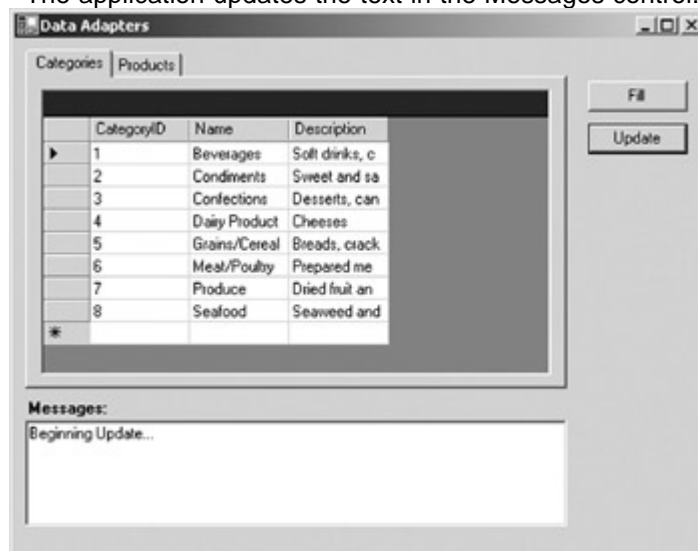 The application updates the text in the Messages control.
Data Adapters
Categories Products
Fill
Update
CategoryID Name Description
1 Beverages Soft drinks, c
2 Condiments Sweet and sa
3 Confections Desserts, can
4 Dairy Product Cheeses
5 Grains/Cereal Breads, crack
6 Meat/Poultry Prepared me
7 Produce Dried fruit an
8 Seafood Seaweed and
Messages:
Beginning Update...